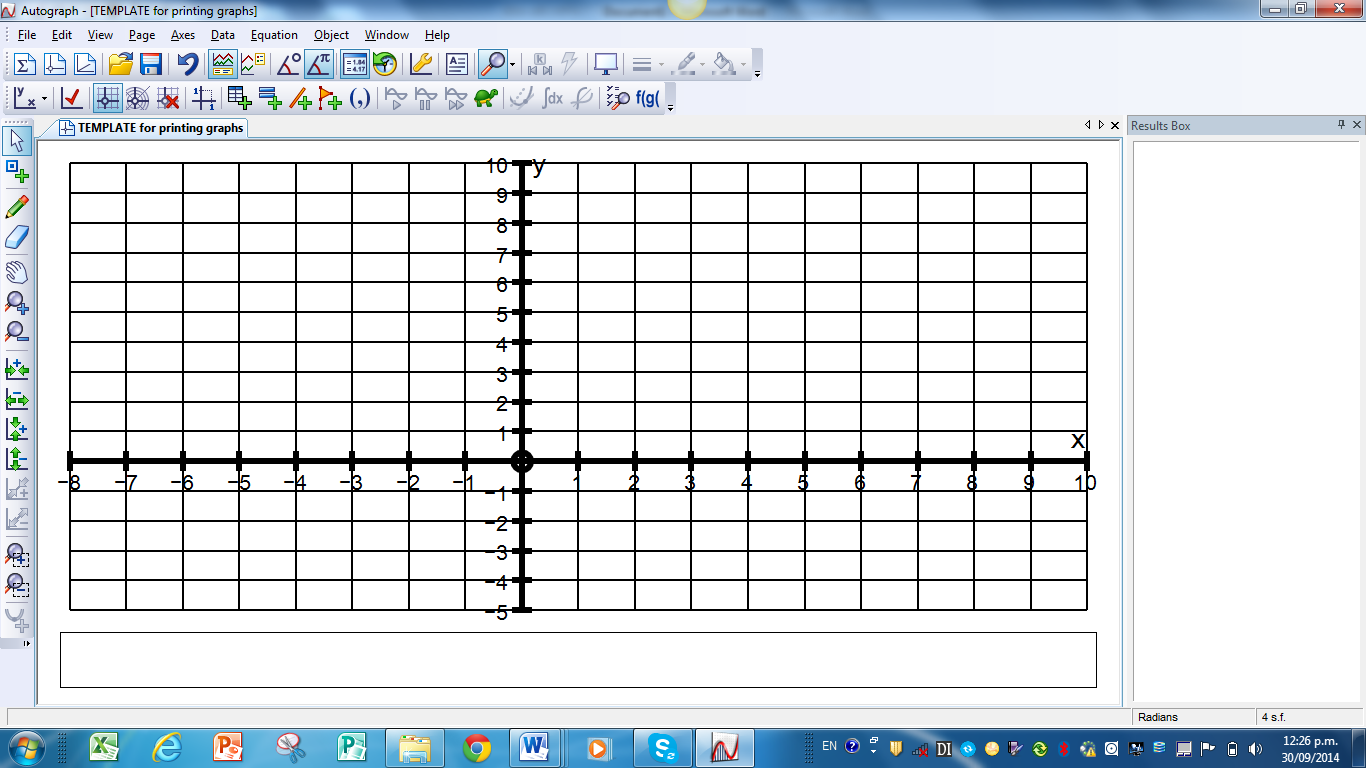 Autograph - [TEMPLATE for printing graphs]
File Edit View Page Axes Data Equation Object Window Help
TEMPLATE for printing graphs
Results Box
y
10
9
8
7
6
5
4
3
2
1
x
−8 −7 −6 −5 −4 −3 −2 −1 1 2 3 4 5 6 7 8 9 10
−1
−2
−3
−4
−5
Radians 4 s.f.
EN 12:26 p.m.
30/09/2014